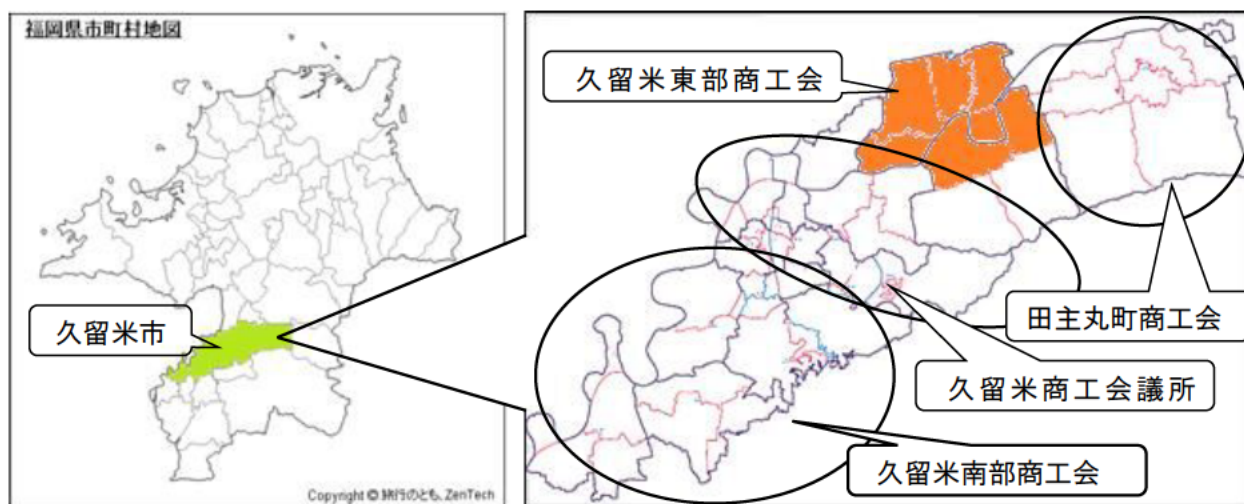 福岡県市町村地図
久留米東部商工会
久留米市
田主丸町商工会
久留米商工会議所
久留米南部商工会
Copyright © 旅行のとも、ZenTech